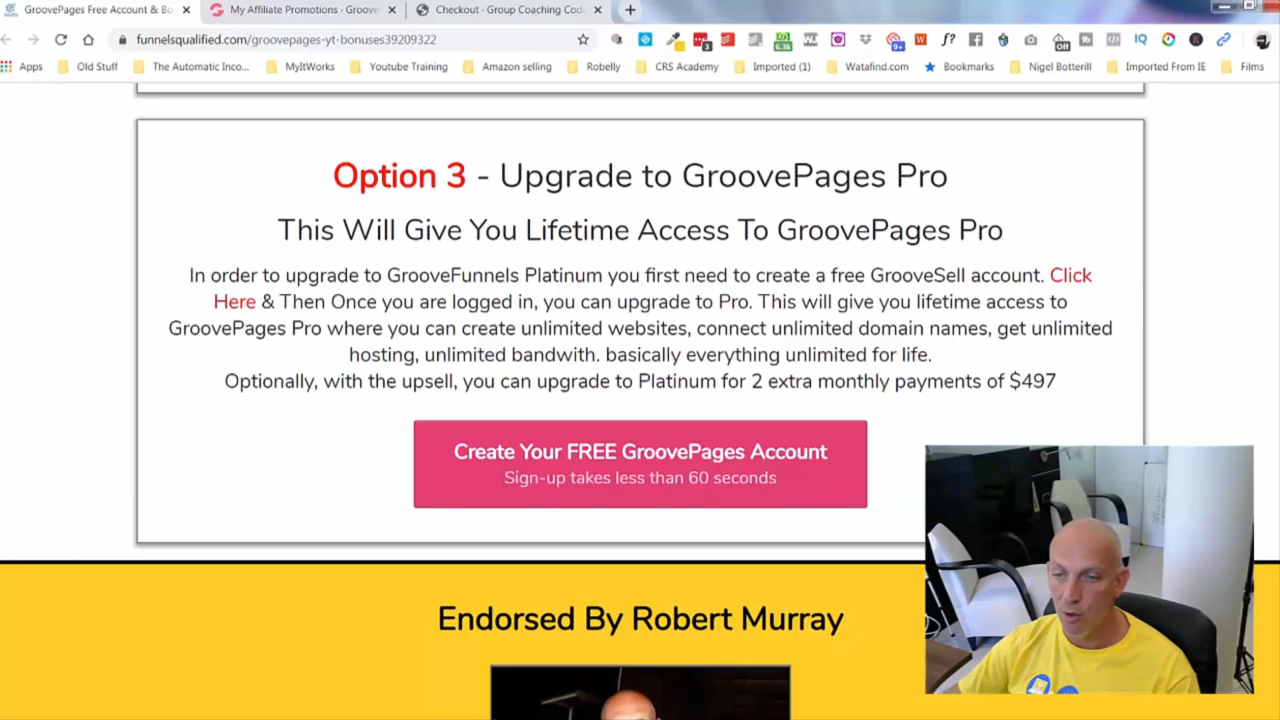 GroovePages Free Account & Bo
My Affiliate Promotions - Groove
Checkout - Group Coaching Cod
funnelsqualified.com/groovepages-yt-bonuses39209322
Apps Old Stuff The Automatic Inco... MyItWorks Youtube Training Amazon selling Robelly CRS Academy Imported (1) Watafind.com Bookmarks Nigel Botterill Imported From IE Films
Option 3 - Upgrade to GroovePages Pro
This Will Give You Lifetime Access To GroovePages Pro
In order to upgrade to GrooveFunnels Platinum you first need to create a free GrooveSell account. Click
Here & Then Once you are logged in, you can upgrade to Pro. This will give you lifetime access to
GroovePages Pro where you can create unlimited websites, connect unlimited domain names, get unlimited
hosting, unlimited bandwith. basically everything unlimited for life.
Optionally, with the upsell, you can upgrade to Platinum for 2 extra monthly payments of $497
Create Your FREE GroovePages Account
Sign-up takes less than 60 seconds
Endorsed By Robert Murray